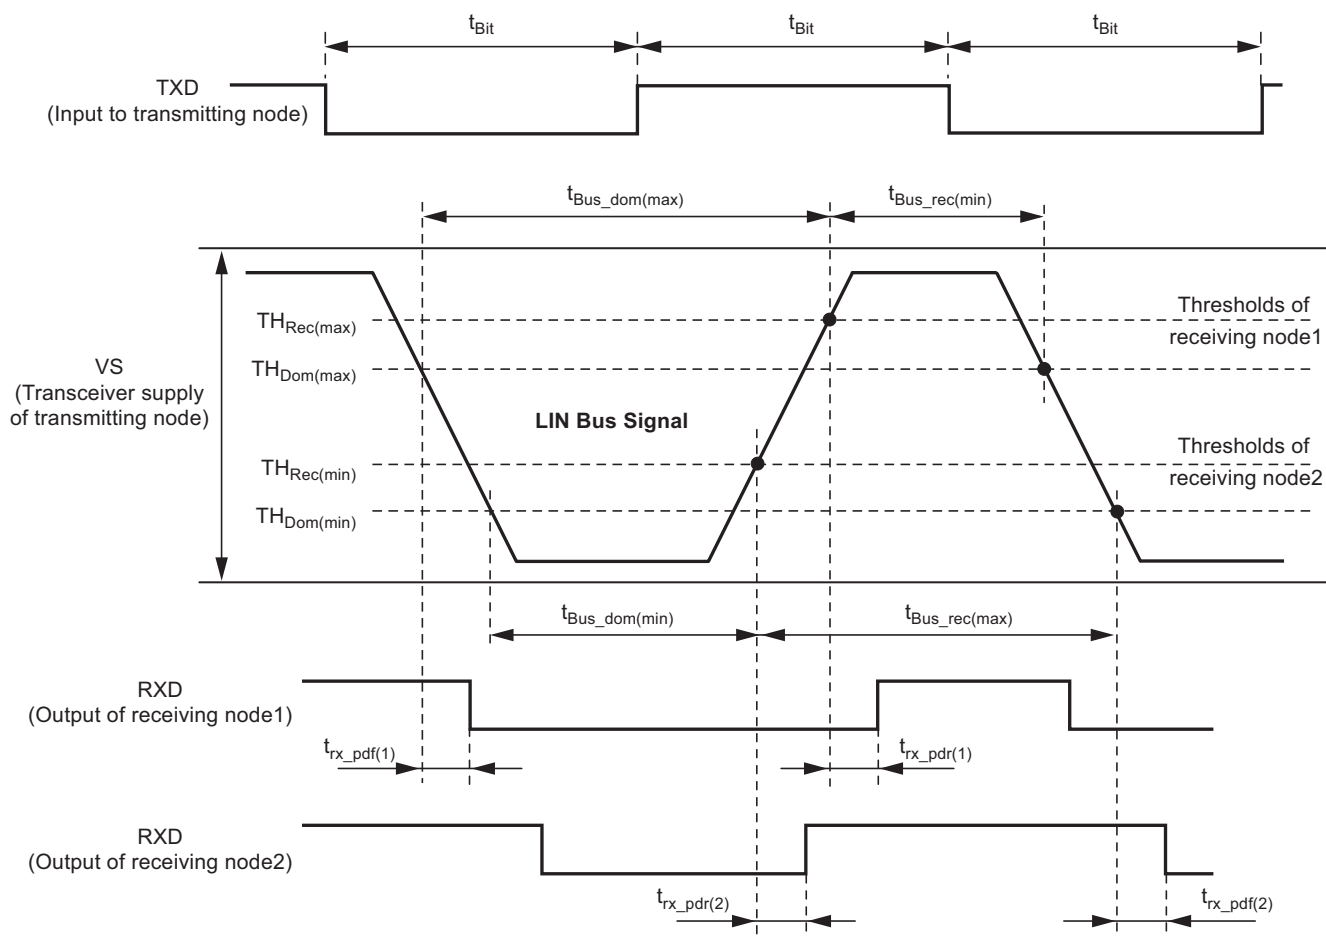 tBit tBit tBit
TXD
(Input to transmitting node)
tBus_dom(max) tBus_rec(min)
THRec(max)
Thresholds of
receiving node1
THDom(max)
VS
(Transceiver supply
of transmitting node)
LIN Bus Signal
THRec(min)
Thresholds of
receiving node2
THDom(min)
tBus_dom(min) tBus_rec(max)
RXD
(Output of receiving node1)
trx_pdf(1) trx_pdr(1)
RXD
(Output of receiving node2)
trx_pdr(2) trx_pdf(2)